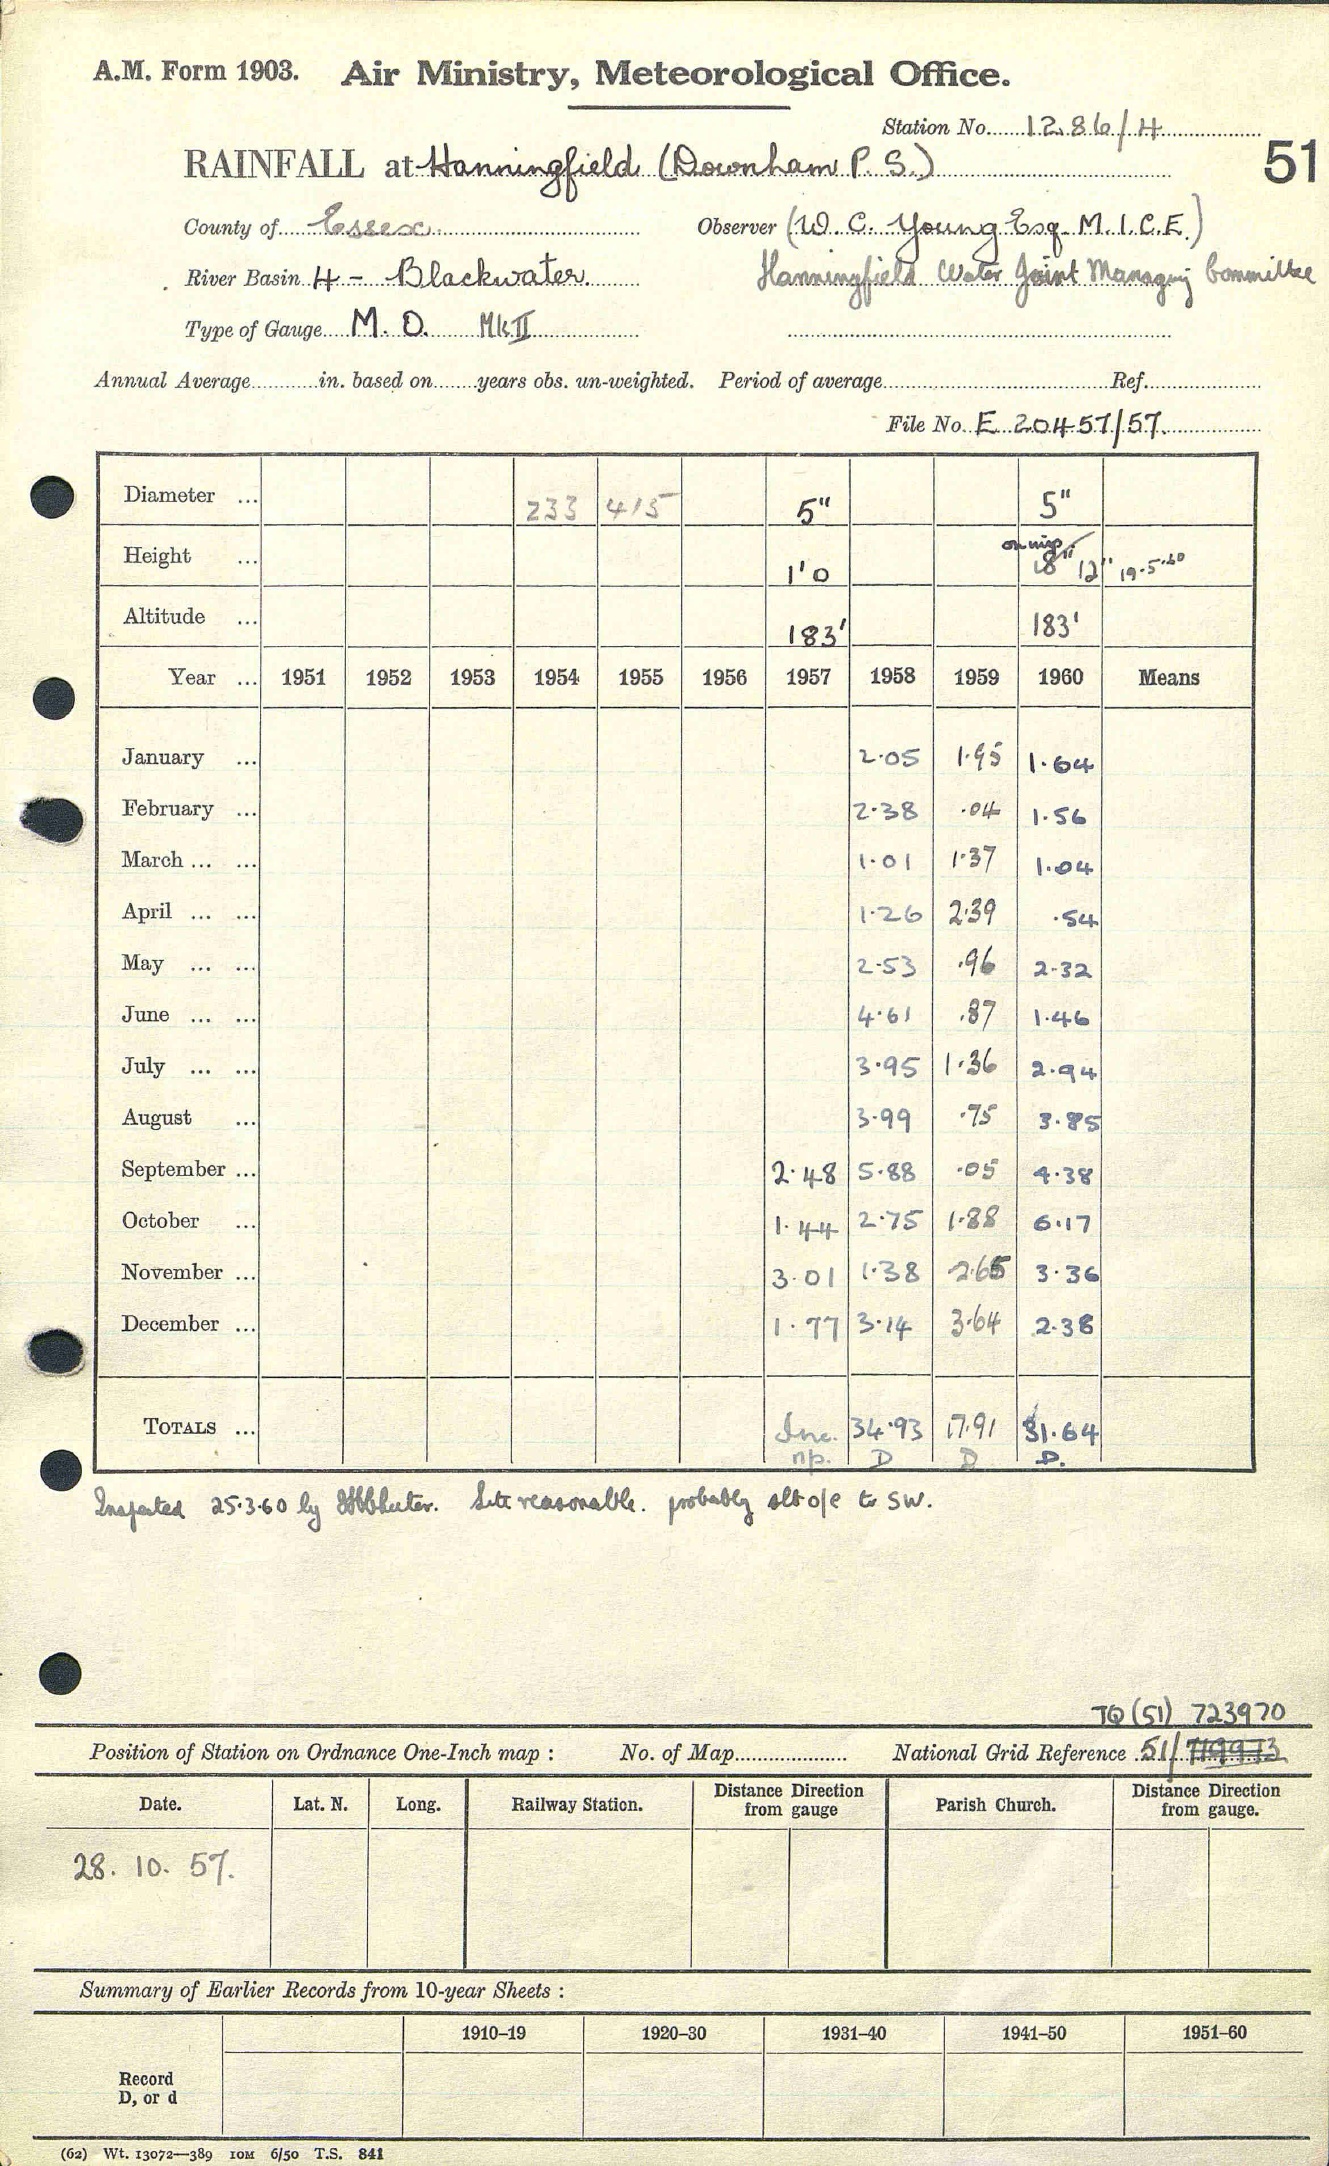 A.M. Form 1903. Air Ministry, Meteorological Office.
Station No. 1286/4
51
RAINFALL at Hanningfield (Downham P. S.)
County of Essex Observer (W. C. Young Esq. M.I.C.E.)
River Basin 4 - Blackwater Hanningfield Water Joint Managing Committee
Type of Gauge M. O. Mk II
Annual Average in. based on years obs. un-weighted. Period of average Ref.
File No. E 20457/57.
Diameter ... 233 415 5" 5"
Height ... 1'0 on insp. 18" 12" 19.5.60
Altitude ... 183' 183'
Year ... 1951 1952 1953 1954 1955 1956 1957 1958 1959 1960 Means
January ... 2.05 1.95 1.64
February ... 2.38 .04 1.56
March ... ... 1.01 1.37 1.04
April ... ... 1.26 2.39 .54
May ... ... 2.53 .96 2.32
June ... ... 4.61 .87 1.46
July ... ... 3.95 1.36 2.94
August ... 3.99 .75 3.85
September ... 2.48 5.88 .05 4.38
October ... 1.44 2.75 1.88 6.17
November ... 3.01 1.38 2.65 3.36
December ... 1.77 3.14 3.64 2.38
TOTALS ... Inc. 34.93 17.91 31.64
np. D D D.
Inspected 25.3.60 by Site reasonable. probably slt o/e to SW.
TQ (51) 723970
Position of Station on Ordnance One-Inch map : No. of Map National Grid Reference 51/
Date. Lat. N. Long. Railway Station. Distance from gauge Direction Parish Church. Distance from gauge. Direction
28. 10. 57.
Summary of Earlier Records from 10-year Sheets :
1910–19 1920–30 1931–40 1941–50 1951–60
Record
D, or d
(62) Wt. 13072—389 10M 6/50 T.S. 841